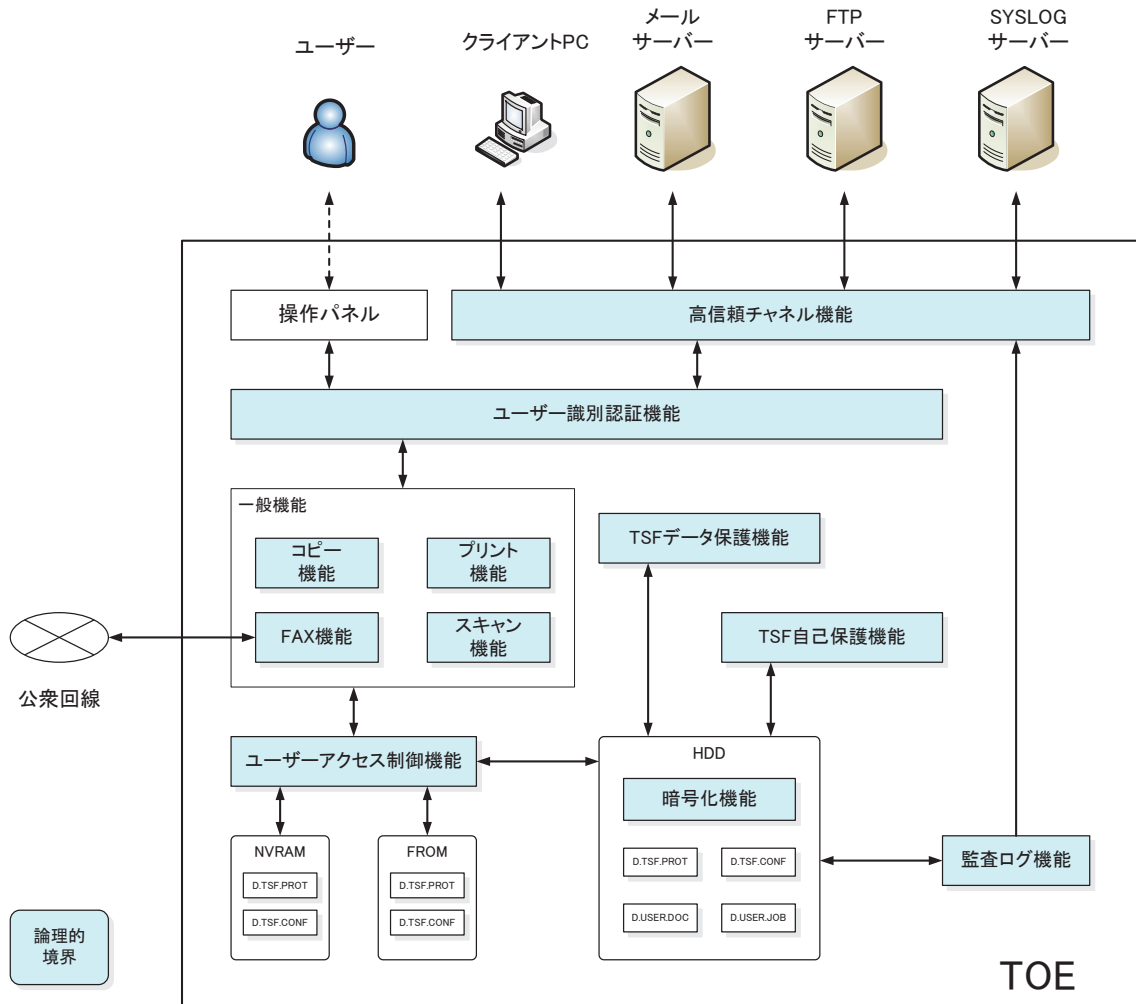 ユーザー
クライアントPC
メール
サーバー
FTP
サーバー
SYSLOG
サーバー
操作パネル
高信頼チャネル機能
ユーザー識別認証機能
一般機能
コピー
機能
プリント
機能
FAX機能
スキャン
機能
TSFデータ保護機能
TSF自己保護機能
公衆回線
ユーザーアクセス制御機能
HDD
暗号化機能
D.TSF.PROT
D.TSF.CONF
D.USER.DOC
D.USER.JOB
NVRAM
D.TSF.PROT
D.TSF.CONF
FROM
D.TSF.PROT
D.TSF.CONF
監査ログ機能
論理的
境界
TOE